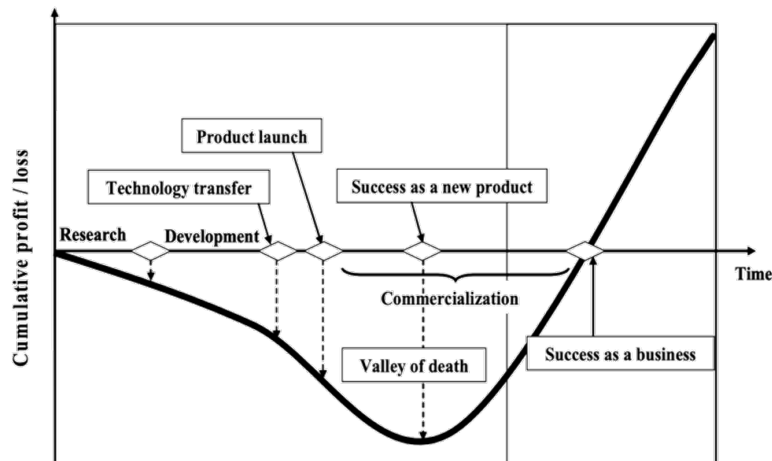 Cumulative profit / loss
Product launch
Technology transfer
Success as a new product
Research
Development
Time
Commercialization
Valley of death
Success as a business